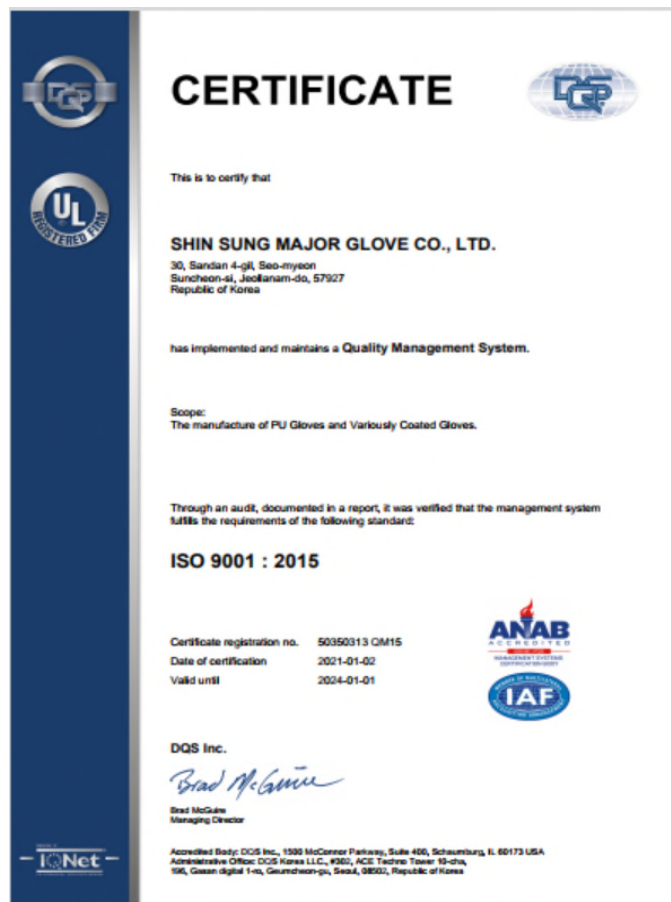 CERTIFICATE
DQS
DQS
UL
REGISTERED FIRM
This is to certify that
SHIN SUNG MAJOR GLOVE CO., LTD.
30, Sandan 4-gil, Seo-myeon
Suncheon-si, Jeollanam-do, 57927
Republic of Korea
has implemented and maintains a Quality Management System.
Scope:
The manufacture of PU Gloves and Variously Coated Gloves.
Through an audit, documented in a report, it was verified that the management system
fulfills the requirements of the following standard:
ISO 9001 : 2015
Certificate registration no. 50350313 QM15
Date of certification 2021-01-02
Valid until 2024-01-01
ANAB
ACCREDITED
MANAGEMENT SYSTEMS
CERTIFICATION BODY
IAF
DQS Inc.
Brad McGuire
Brad McGuire
Managing Director
IQNet
Accredited Body: DQS Inc., 1500 McConnor Parkway, Suite 400, Schaumburg, IL 60173 USA
Administrative Office: DQS Korea LLC., #302, ACE Techno Tower 10-cha,
196, Gasan digital 1-ro, Geumcheon-gu, Seoul, 08502, Republic of Korea